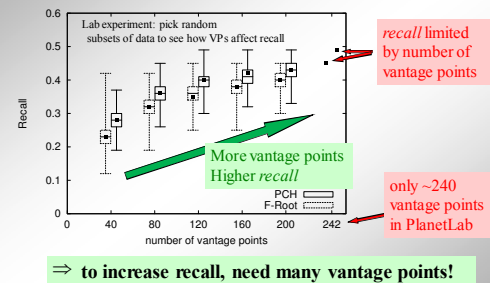 Lab experiment: pick random
subsets of data to see how VPs affect recall
recall limited
by number of
vantage points
0.6
0.5
0.4
0.3
0.2
0.1
0
Recall
More vantage points
Higher recall
PCH
F-Root
0
40
80
120
160
200
242
number of vantage points
only ~240
vantage points
in PlanetLab
⇒ to increase recall, need many vantage points!